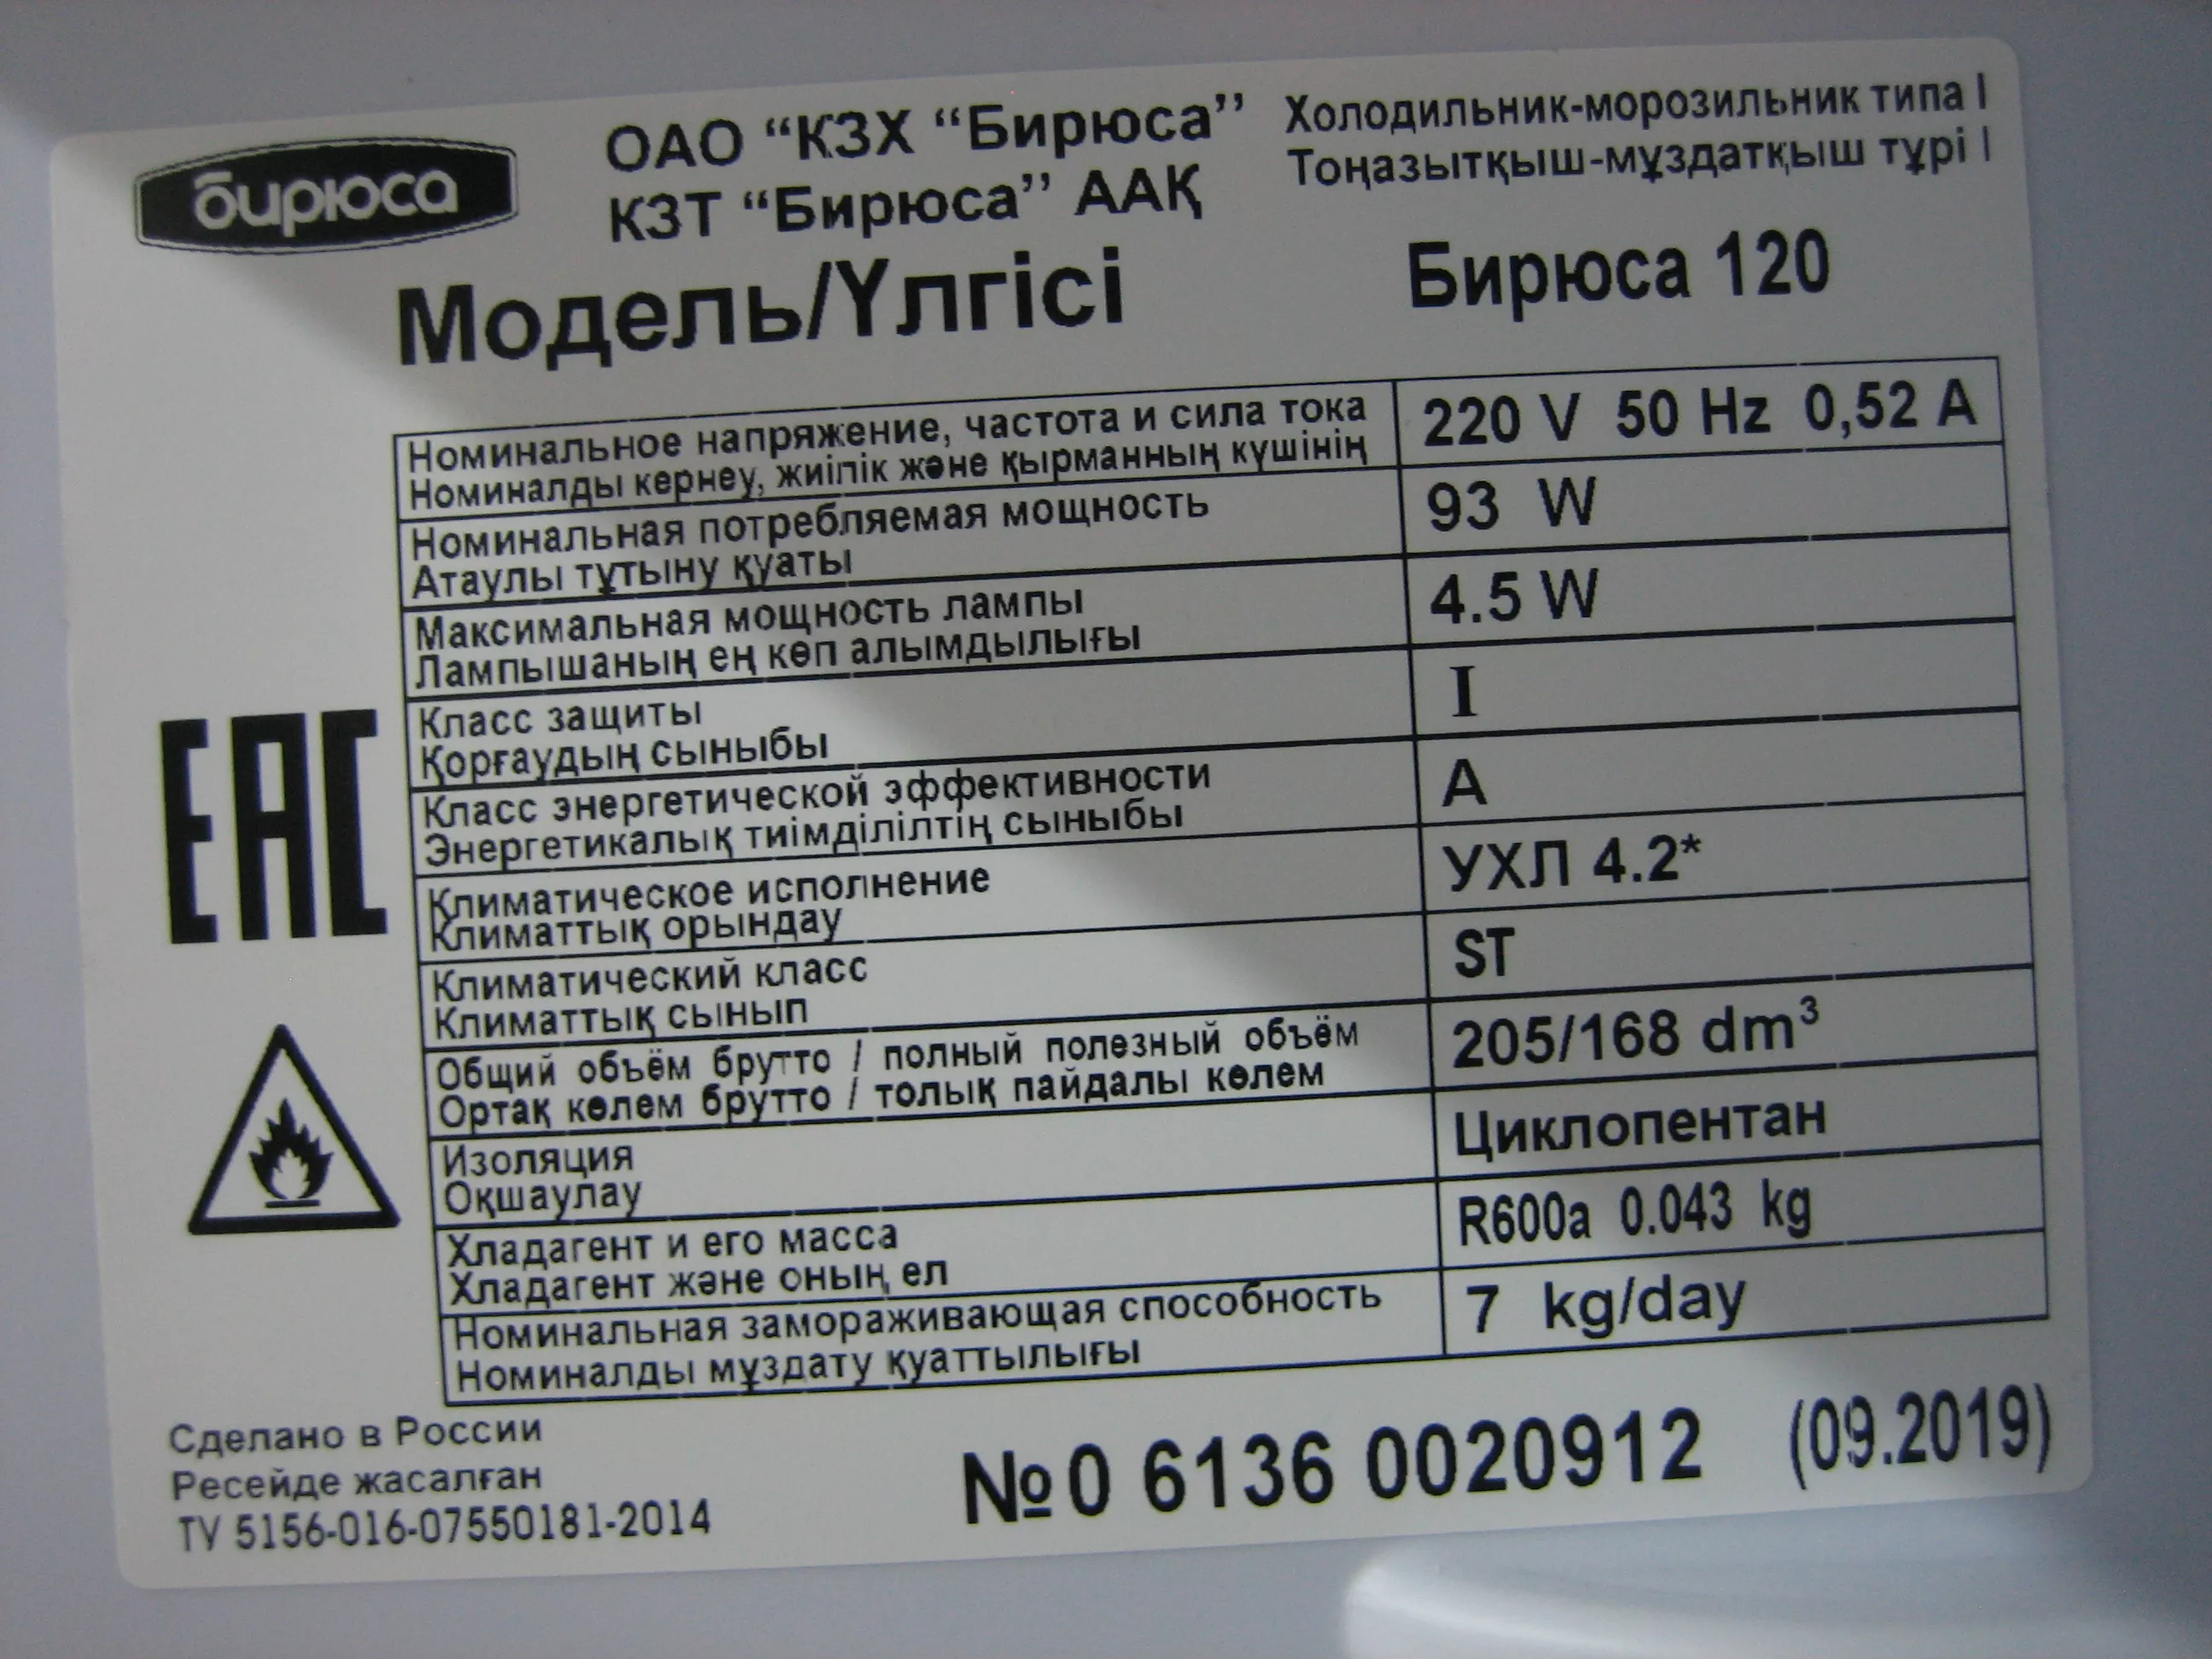 бирюса
ОАО “КЗХ “Бирюса”
КЗТ “Бирюса” ААҚ
Холодильник-морозильник типа I
Тоңазытқыш-мұздатқыш түрі I
Модель/Үлгісі Бирюса 120
Номинальное напряжение, частота и сила тока
Номиналды кернеу, жиілік және қырманның күшінің
220 V 50 Hz 0,52 A
Номинальная потребляемая мощность
Атаулы тұтыну қуаты
93 W
Максимальная мощность лампы
Лампышаның ең көп алымдылығы
4.5 W
Класс защиты
Қорғаудың сыныбы
I
Класс энергетической эффективности
Энергетикалық тиімділілтің сыныбы
A
Климатическое исполнение
Климаттық орындау
УХЛ 4.2*
Климатический класс
Климаттық сынып
ST
Общий объём брутто / полный полезный объём
Ортақ көлем брутто / толық пайдалы көлем
205/168 dm³
Изоляция
Оқшаулау
Циклопентан
Хладагент и его масса
Хладагент және оның ел
R600a 0.043 kg
Номинальная замораживающая способность
Номиналды мұздату қуаттылығы
7 kg/day
EAC
Сделано в России
Ресейде жасалған
ТУ 5156-016-07550181-2014
№0 6136 0020912 (09.2019)